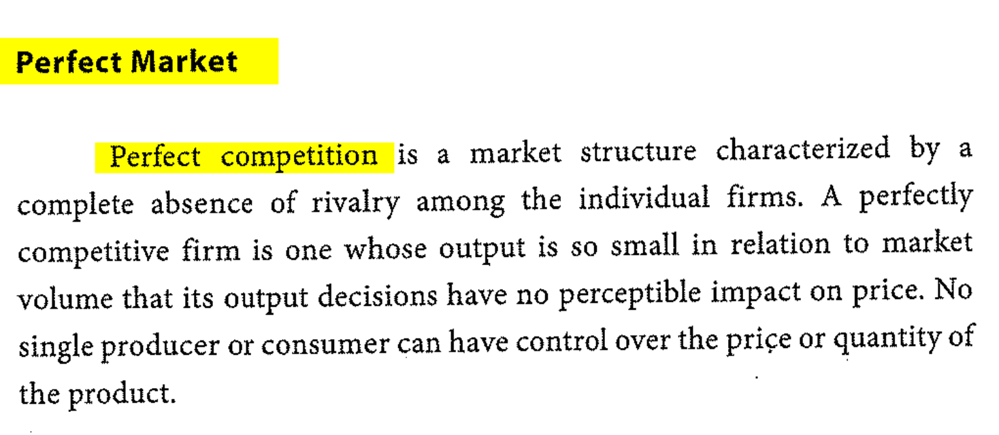 Perfect Market
Perfect competition is a market structure characterized by a
complete absence of rivalry among the individual firms. A perfectly
competitive firm is one whose output is so small in relation to market
volume that its output decisions have no perceptible impact on price. No
single producer or consumer can have control over the price or quantity of
the product.